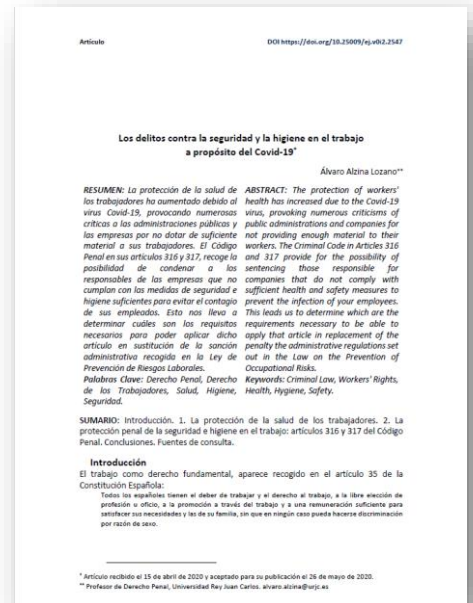 Artículo
DOI https://doi.org/10.25009/ej.v0i2.2547
Los delitos contra la seguridad y la higiene en el trabajo
a propósito del Covid-19*
Álvaro Alzina Lozano**
RESUMEN: La protección de la salud de
los trabajadores ha aumentado debido al
virus Covid-19, provocando numerosas
críticas a las administraciones públicas y
las empresas por no dotar de suficiente
material a sus trabajadores. El Código
Penal en sus artículos 316 y 317, recoge la
posibilidad de condenar a los
responsables de las empresas que no
cumplan con las medidas de seguridad e
higiene suficientes para evitar el contagio
de sus empleados. Esto nos lleva a
determinar cuáles son los requisitos
necesarios para poder aplicar dicho
artículo en sustitución de la sanción
administrativa recogida en la Ley de
Prevención de Riesgos Laborales.
Palabras Clave: Derecho Penal, Derecho
de los Trabajadores, Salud, Higiene,
Seguridad.
ABSTRACT: The protection of workers'
health has increased due to the Covid-19
virus, provoking numerous criticisms of
public administrations and companies for
not providing enough material to their
workers. The Criminal Code in Articles 316
and 317 provide for the possibility of
sentencing those responsible for
companies that do not comply with
sufficient health and safety measures to
prevent the infection of your employees.
This leads us to determine which are the
requirements necessary to be able to
apply that article in replacement of the
penalty the administrative regulations set
out in the Law on the Prevention of
Occupational Risks.
Keywords: Criminal Law, Workers' Rights,
Health, Hygiene, Safety.
SUMARIO: Introducción. 1. La protección de la salud de los trabajadores. 2. La
protección penal de la seguridad e higiene en el trabajo: artículos 316 y 317 del Código
Penal. Conclusiones. Fuentes de consulta.
Introducción
El trabajo como derecho fundamental, aparece recogido en el artículo 35 de la
Constitución Española:
Todos los españoles tienen el deber de trabajar y el derecho al trabajo, a la libre elección de
profesión u oficio, a la promoción a través del trabajo y a una remuneración suficiente para
satisfacer sus necesidades y las de su familia, sin que en ningún caso pueda hacerse discriminación
por razón de sexo.
* Artículo recibido el 15 de abril de 2020 y aceptado para su publicación el 26 de mayo de 2020.
** Profesor de Derecho Penal, Universidad Rey Juan Carlos. alvaro.alzina@urjc.es